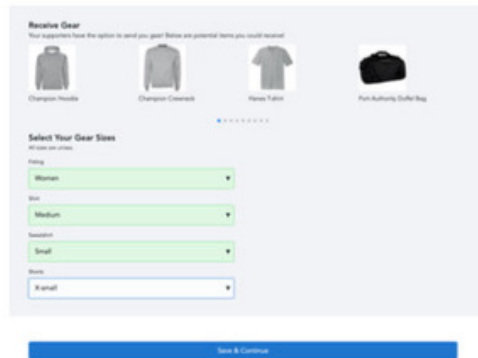 Receive Gear
Your supporters have the option to send you gear! Below are potential items you could receive!
Champion Hoodie
Champion Crewneck
Hanes T-shirt
Port Authority Duffel Bag
Select Your Gear Sizes
All sizes are unisex.
Fitting
Women
Shirt
Medium
Sweatshirt
Small
Shorts
X-small
Save & Continue